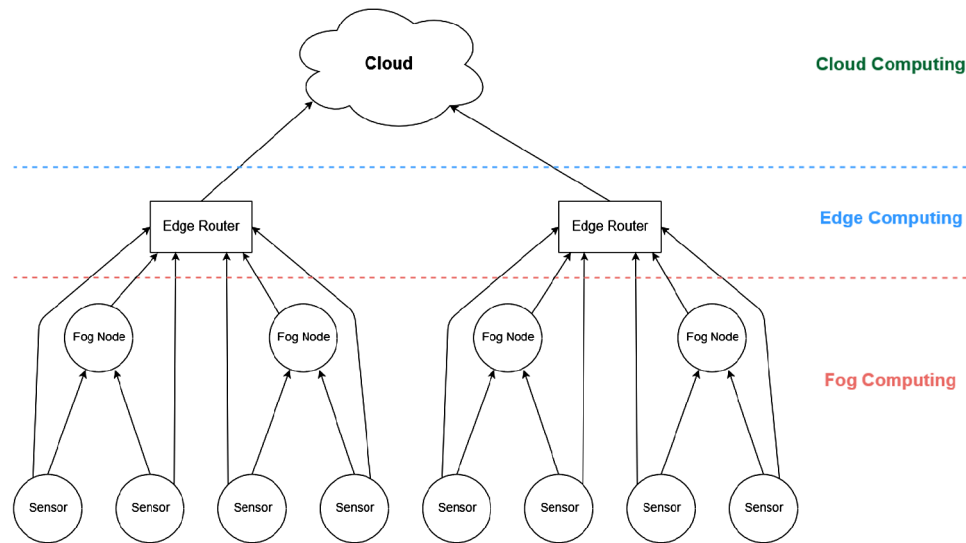 Cloud
Cloud Computing
Edge Router
Edge Router
Edge Computing
Fog Node
Fog Node
Fog Node
Fog Node
Fog Computing
Sensor
Sensor
Sensor
Sensor
Sensor
Sensor
Sensor
Sensor